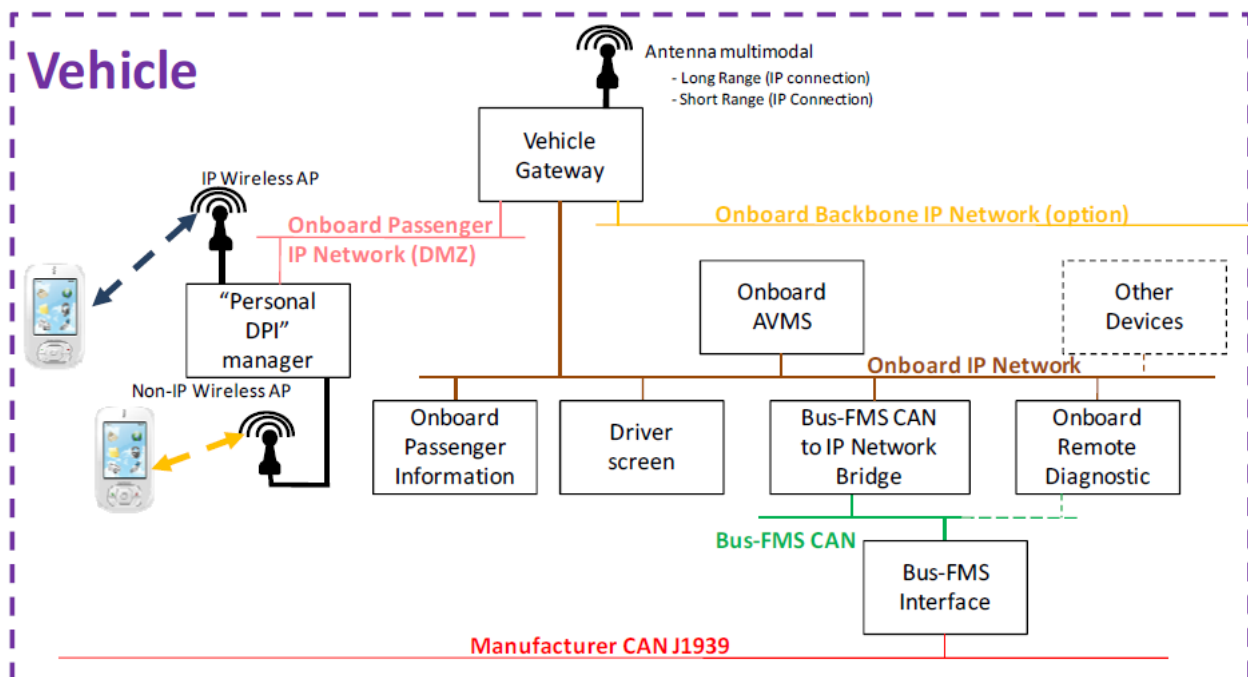 Vehicle
Antenna multimodal
- Long Range (IP connection)
- Short Range (IP Connection)
Vehicle
Gateway
IP Wireless AP
Onboard Passenger
IP Network (DMZ)
Onboard Backbone IP Network (option)
"Personal
DPI"
manager
Onboard
AVMS
Other
Devices
Onboard IP Network
Non-IP Wireless AP
Onboard
Passenger
Information
Driver
screen
Bus-FMS CAN
to IP Network
Bridge
Onboard
Remote
Diagnostic
Bus-FMS CAN
Bus-FMS
Interface
Manufacturer CAN J1939